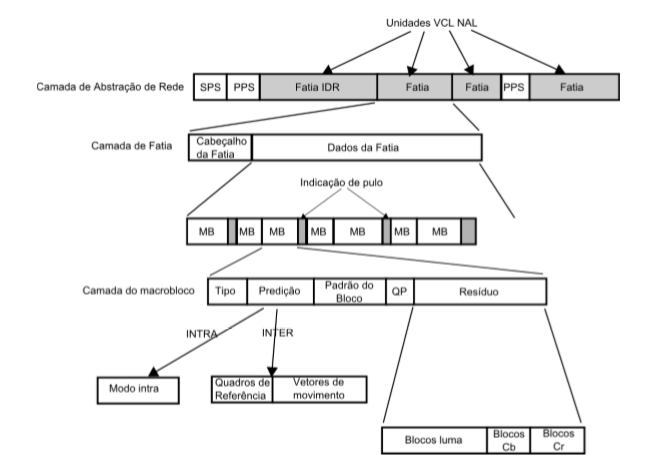 Unidades VCL NAL
Camada de Abstração de Rede
SPS
PPS
Fatia IDR
Fatia
Fatia
PPS
Fatia
Camada de Fatia
Cabeçalho
da Fatia
Dados da Fatia
Indicação de pulo
MB
MB
MB
MB
MB
MB
MB
Camada do macrobloco
Tipo
Predição
Padrão do
Bloco
QP
Resíduo
INTRA
INTER
Modo intra
Quadros de
Referência
Vetores de
movimento
Blocos luma
Blocos
Cb
Blocos
Cr